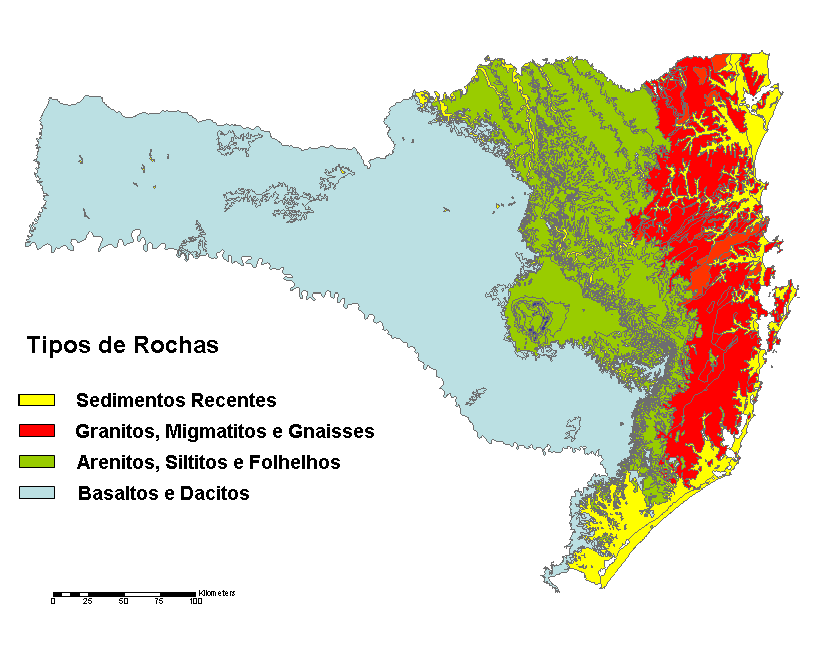 Tipos de Rochas
Sedimentos Recentes
Granitos, Migmatitos e Gnaisses
Arenitos, Siltitos e Folhelhos
Basaltos e Dacitos
Kilometers
0 25 50 75 100